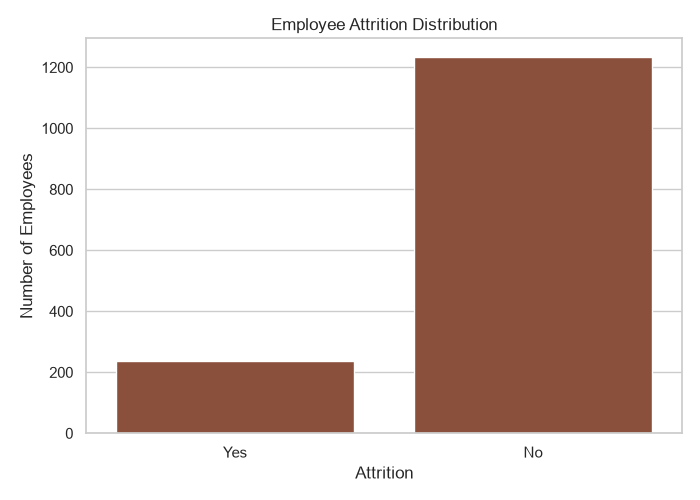 Employee Attrition Distribution
Number of Employees
1200
1000
800
600
400
200
0
Yes No
Attrition